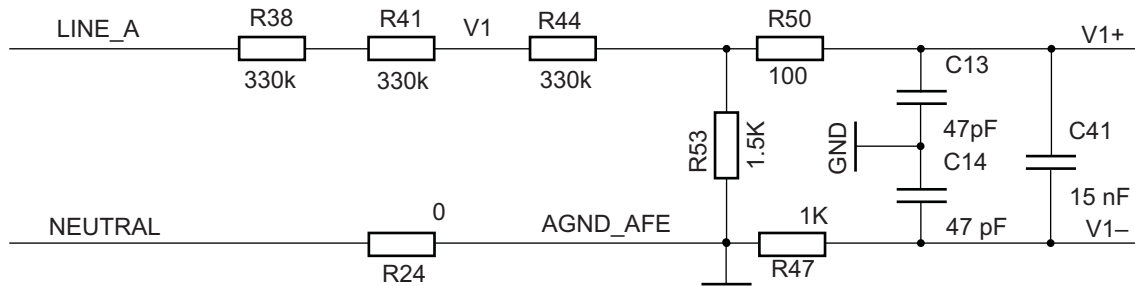 LINE_A
R38
330k
R41
330k
V1
R44
330k
R50
100
V1+
C13
47pF
R53
1.5K
GND
C14
47 pF
C41
15 nF
NEUTRAL
0
R24
AGND_AFE
1K
R47
V1–